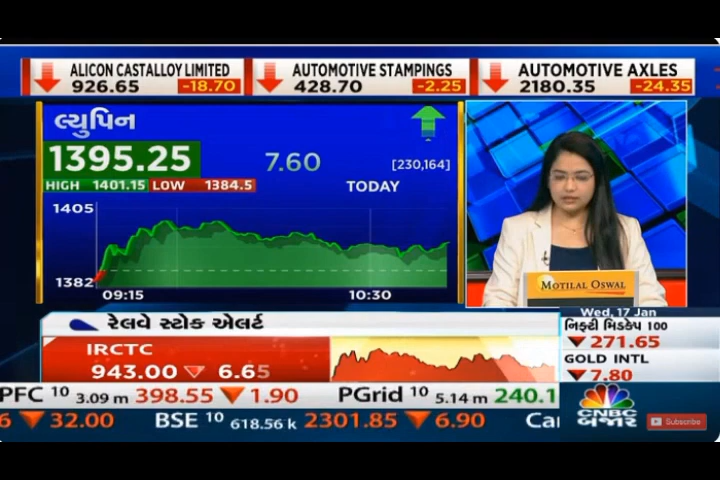 ALICON CASTALLOY LIMITED
926.65 -18.70
AUTOMOTIVE STAMPINGS
428.70 -2.25
AUTOMOTIVE AXLES
2180.35 -24.35
લ્યુપિન
1395.25 7.60 [230,164]
HIGH 1401.15 LOW 1384.5 TODAY
1405
1382
09:15 10:30
MOTILAL OSWAL
Wed, 17 Jan
રેલવે સ્ટોક એલર્ટ
IRCTC
943.00 ▼ 6.65
નિફ્ટી મિડકેપ 100
▼ 271.65
GOLD INTL
▼ 7.80
PFC 10 3.09 m 398.55 ▼ 1.90 PGrid 10 5.14 m 240.1
6 ▼ 32.00 BSE 10 618.56 k 2301.85 ▼ 6.90 Ca
CNBC
બજાર
Subscribe